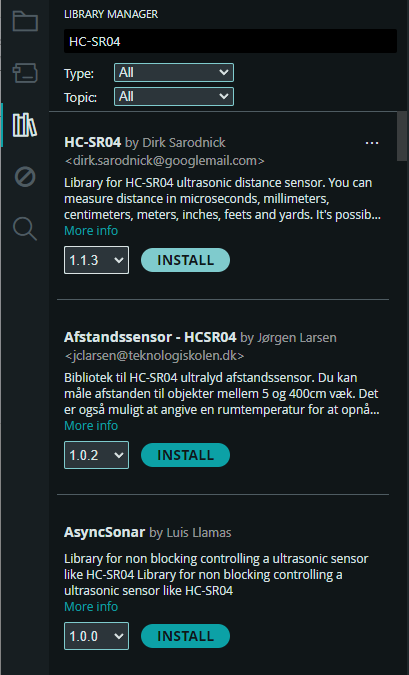 LIBRARY MANAGER
HC-SR04
Type: All
Topic: All
HC-SR04 by Dirk Sarodnick ...
<dirk.sarodnick@googlemail.com>
Library for HC-SR04 ultrasonic distance sensor. You can
measure distance in microseconds, millimeters,
centimeters, meters, inches, feets and yards. It's possib...
More info
1.1.3 INSTALL
Afstandssensor - HCSR04 by Jørgen Larsen
<jclarsen@teknologiskolen.dk>
Bibliotek til HC-SR04 ultralyd afstandssensor. Du kan
måle afstanden til objekter mellem 5 og 400cm væk. Det
er også muligt at angive en rumtemperatur for at opnå...
More info
1.0.2 INSTALL
AsyncSonar by Luis Llamas
Library for non blocking controlling a ultrasonic sensor
like HC-SR04 Library for non blocking controlling a
ultrasonic sensor like HC-SR04
More info
1.0.0 INSTALL